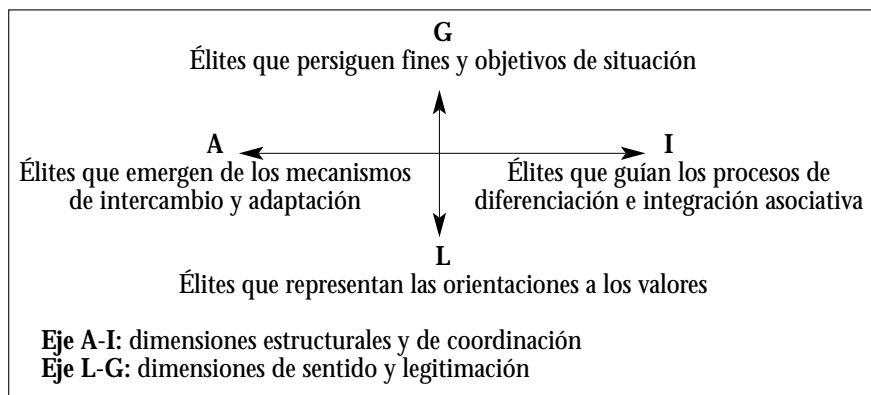 G
Élites que persiguen fines y objetivos de situación
A
Élites que emergen de los mecanismos
de intercambio y adaptación
I
Élites que guían los procesos de
diferenciación e integración asociativa
L
Élites que representan las orientaciones a los valores
Eje A-I: dimensiones estructurales y de coordinación
Eje L-G: dimensiones de sentido y legitimación